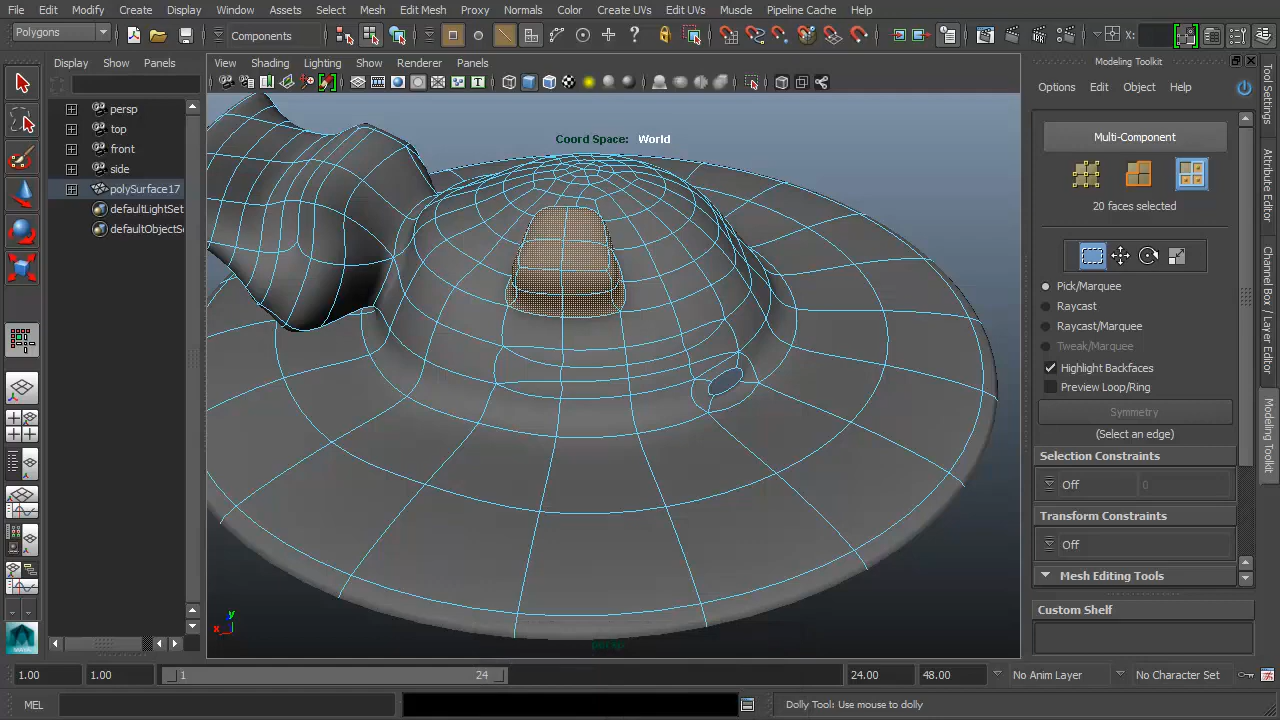 File Edit Modify Create Display Window Assets Select Mesh Edit Mesh Proxy Normals Color Create UVs Edit UVs Muscle Pipeline Cache Help
Polygons Components X:
Display Show Panels View Shading Lighting Show Renderer Panels Modeling Toolkit
Options Edit Object Help
persp
top
front
side
polySurface17
defaultLightSet
defaultObjectSe
Coord Space: World
Multi-Component
20 faces selected
Pick/Marquee
Raycast
Raycast/Marquee
Tweak/Marquee
Highlight Backfaces
Preview Loop/Ring
Symmetry
(Select an edge)
Selection Constraints
Off 0
Transform Constraints
Off
Mesh Editing Tools
Custom Shelf
Tool Settings
Attribute Editor
Channel Box / Layer Editor
Modeling Toolkit
y
x
persp
1.00 1.00 1 24 24.00 48.00 No Anim Layer No Character Set
MEL Dolly Tool: Use mouse to dolly